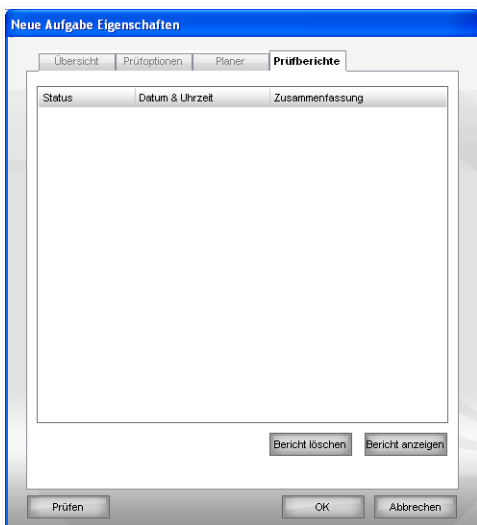 Neue Aufgabe Eigenschaften
Übersicht Prüfoptionen Planer Prüfberichte
Status Datum & Uhrzeit Zusammenfassung
Bericht löschen Bericht anzeigen
Prüfen OK Abbrechen